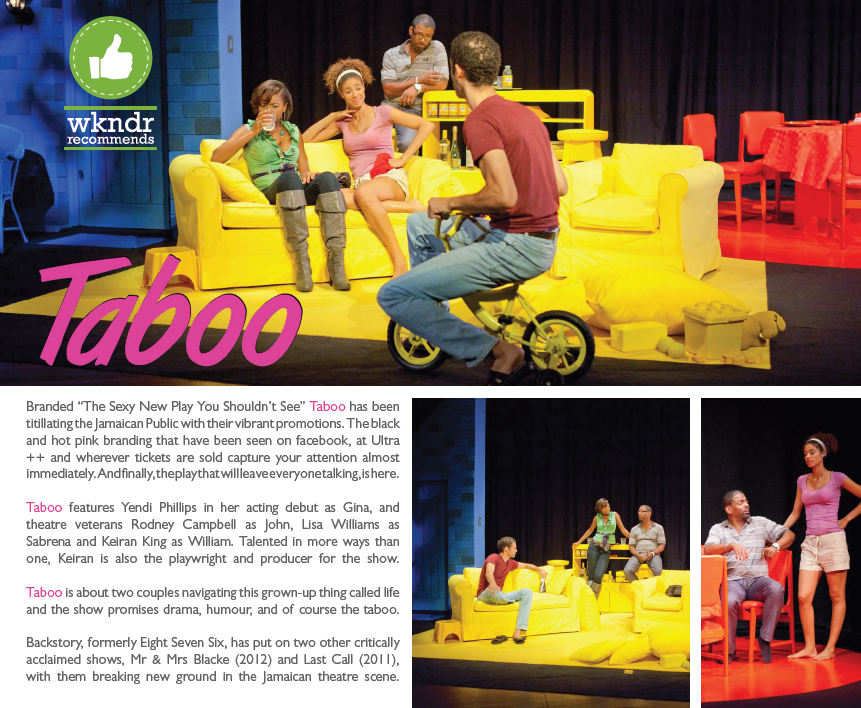 wkndr
recommends
Taboo
Branded “The Sexy New Play You Shouldn’t See” Taboo has been
titillating the Jamaican Public with their vibrant promotions. The black
and hot pink branding that have been seen on facebook, at Ultra
++ and wherever tickets are sold capture your attention almost
immediately. And finally, the play that will leave everyone talking, is here.
Taboo features Yendi Phillips in her acting debut as Gina, and
theatre veterans Rodney Campbell as John, Lisa Williams as
Sabrena and Keiran King as William. Talented in more ways than
one, Keiran is also the playwright and producer for the show.
Taboo is about two couples navigating this grown-up thing called life
and the show promises drama, humour, and of course the taboo.
Backstory, formerly Eight Seven Six, has put on two other critically
acclaimed shows, Mr & Mrs Blacke (2012) and Last Call (2011),
with them breaking new ground in the Jamaican theatre scene.